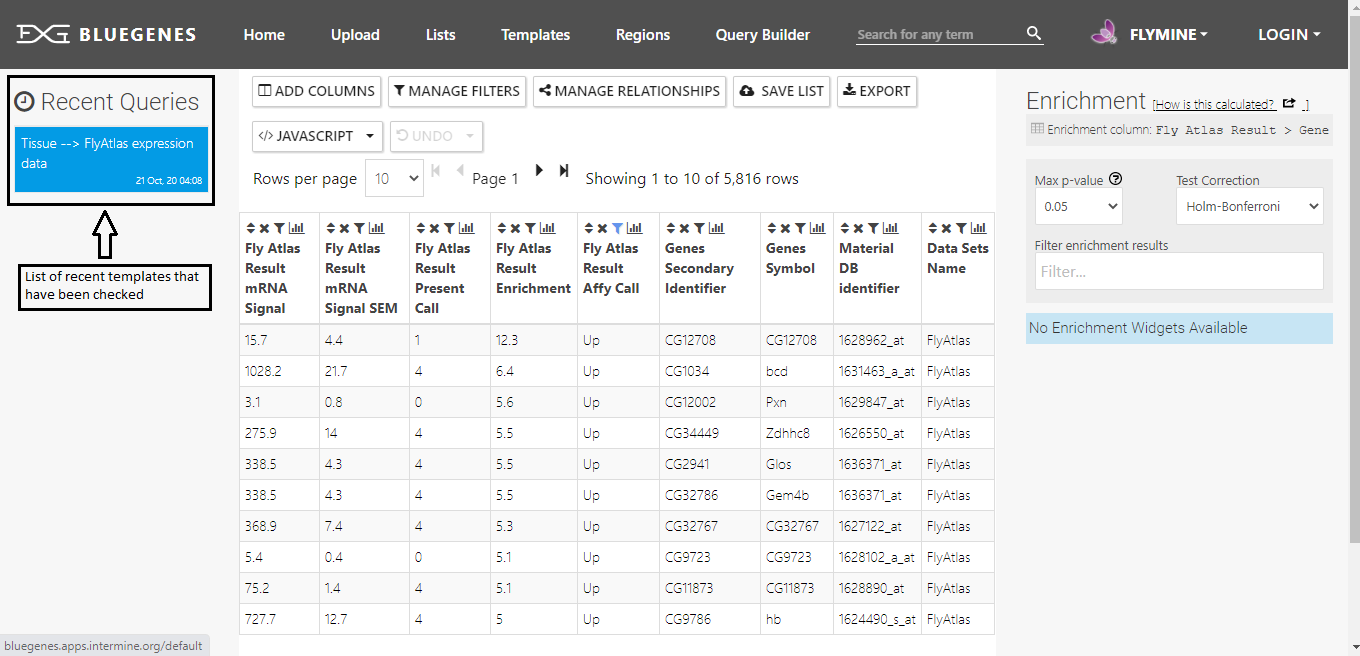 BLUEGENES Home Upload Lists Templates Regions Query Builder Search for any term FLYMINE LOGIN
Recent Queries
Tissue --> FlyAtlas expression
data
21 Oct, 20 04:08
List of recent templates that
have been checked
ADD COLUMNS MANAGE FILTERS MANAGE RELATIONSHIPS SAVE LIST EXPORT
</> JAVASCRIPT UNDO
Rows per page 10 Page 1 Showing 1 to 10 of 5,816 rows
Fly Atlas Result mRNA Signal
Fly Atlas Result mRNA Signal SEM
Fly Atlas Result Present Call
Fly Atlas Result Enrichment
Fly Atlas Result Affy Call
Genes Secondary Identifier
Genes Symbol
Material DB identifier
Data Sets Name
15.7 4.4 1 12.3 Up CG12708 CG12708 1628962_at FlyAtlas
1028.2 21.7 4 6.4 Up CG1034 bcd 1631463_a_at FlyAtlas
3.1 0.8 0 5.6 Up CG12002 Pxn 1629847_at FlyAtlas
275.9 14 4 5.5 Up CG34449 Zdhhc8 1626550_at FlyAtlas
338.5 4.3 4 5.5 Up CG2941 Glos 1636371_at FlyAtlas
338.5 4.3 4 5.5 Up CG32786 Gem4b 1636371_at FlyAtlas
368.9 7.4 4 5.3 Up CG32767 CG32767 1627122_at FlyAtlas
5.4 0.4 0 5.1 Up CG9723 CG9723 1628102_a_at FlyAtlas
75.2 1.4 4 5.1 Up CG11873 CG11873 1628890_at FlyAtlas
727.7 12.7 4 5 Up CG9786 hb 1624490_s_at FlyAtlas
Enrichment [How is this calculated? ]
Enrichment column: Fly Atlas Result > Gene
Max p-value Test Correction
0.05 Holm-Bonferroni
Filter enrichment results
Filter...
No Enrichment Widgets Available
bluegenes.apps.intermine.org/default